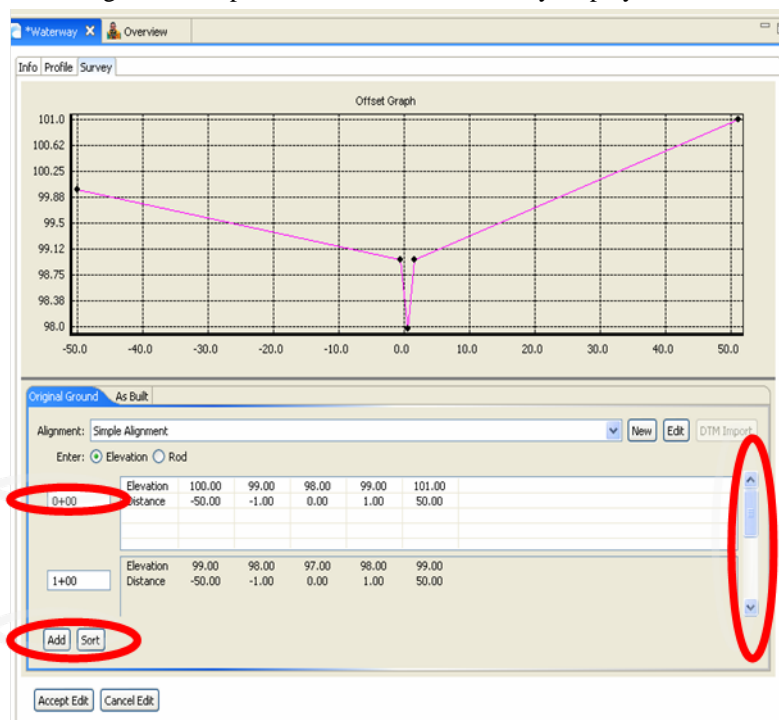 *Waterway Overview
Info Profile Survey
Offset Graph
101.0
100.62
100.25
99.88
99.5
99.12
98.75
98.38
98.0
-50.0 -40.0 -30.0 -20.0 -10.0 0.0 10.0 20.0 30.0 40.0 50.0
Original Ground As Built
Alignment: Simple Alignment New Edit DTM Import
Enter: Elevation Rod
Elevation 100.00 99.00 98.00 99.00 101.00
0+00 Distance -50.00 -1.00 0.00 1.00 50.00
Elevation 99.00 98.00 97.00 98.00 99.00
1+00 Distance -50.00 -1.00 0.00 1.00 50.00
Add Sort
Accept Edit Cancel Edit